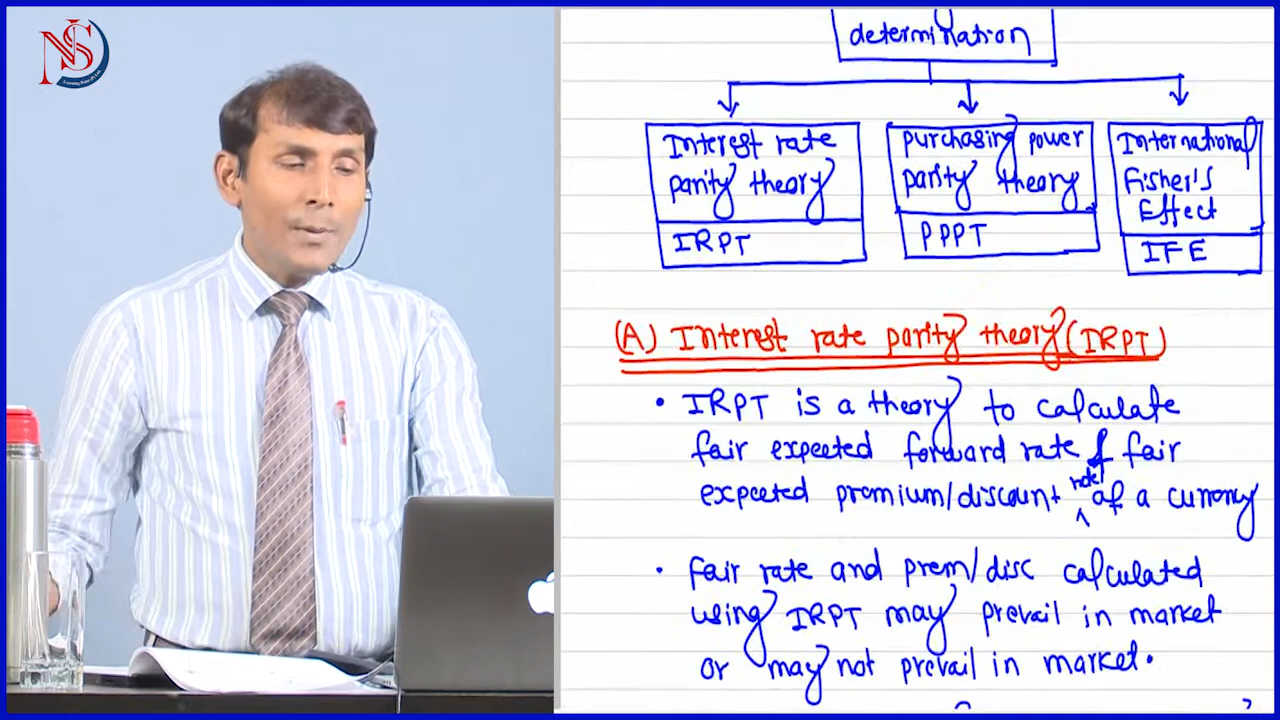 NSL
determination
Interest rate
parity theory
IRPT
purchasing power
parity theory
PPPT
International
Fisher's
Effect
IFE
(A) Interest rate parity theory (IRPT)
• IRPT is a theory to calculate
fair expected forward rate & fair
expected premium/discount rate of a currency
• Fair rate and prem/disc calculated
using IRPT may prevail in market
or may not prevail in market.